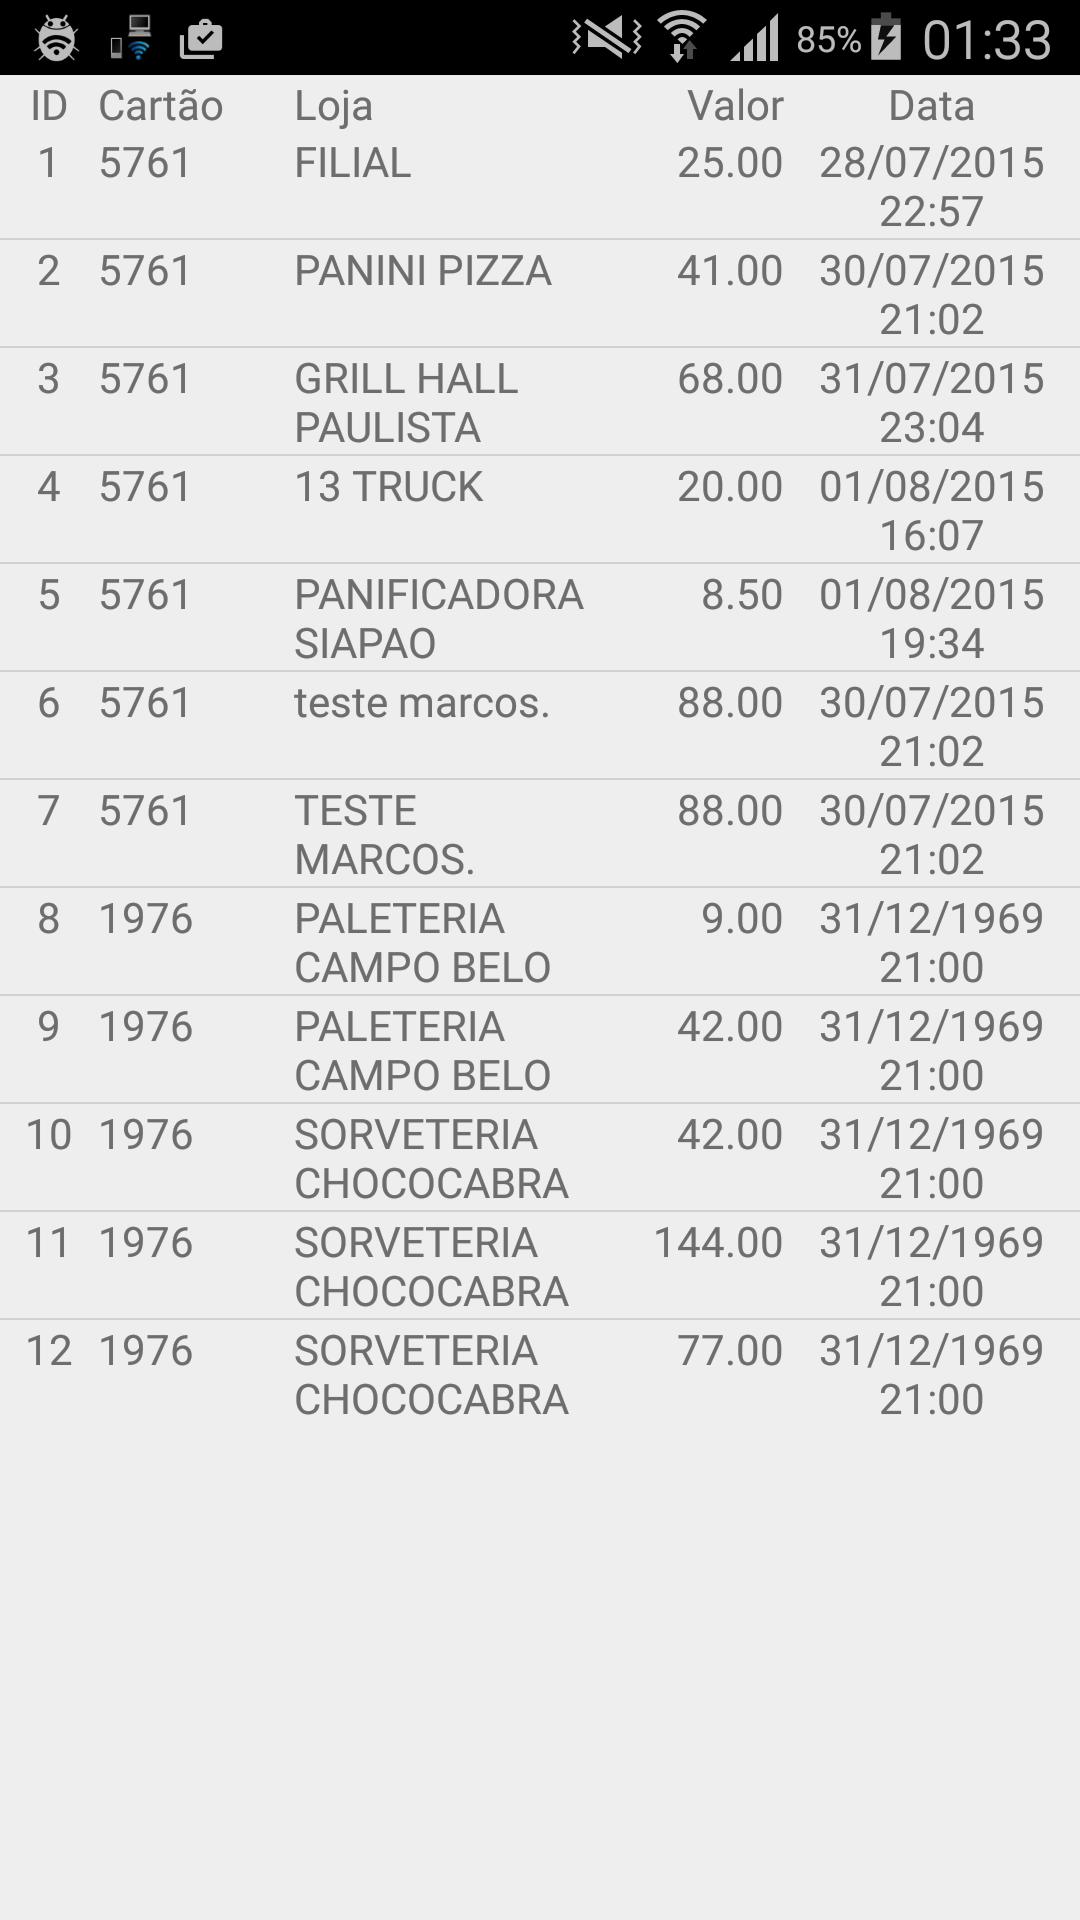 85% 01:33
ID Cartão Loja Valor Data
1 5761 FILIAL 25.00 28/07/2015
22:57
2 5761 PANINI PIZZA 41.00 30/07/2015
21:02
3 5761 GRILL HALL 68.00 31/07/2015
PAULISTA 23:04
4 5761 13 TRUCK 20.00 01/08/2015
16:07
5 5761 PANIFICADORA 8.50 01/08/2015
SIAPAO 19:34
6 5761 teste marcos. 88.00 30/07/2015
21:02
7 5761 TESTE 88.00 30/07/2015
MARCOS. 21:02
8 1976 PALETERIA 9.00 31/12/1969
CAMPO BELO 21:00
9 1976 PALETERIA 42.00 31/12/1969
CAMPO BELO 21:00
10 1976 SORVETERIA 42.00 31/12/1969
CHOCOCABRA 21:00
11 1976 SORVETERIA 144.00 31/12/1969
CHOCOCABRA 21:00
12 1976 SORVETERIA 77.00 31/12/1969
CHOCOCABRA 21:00